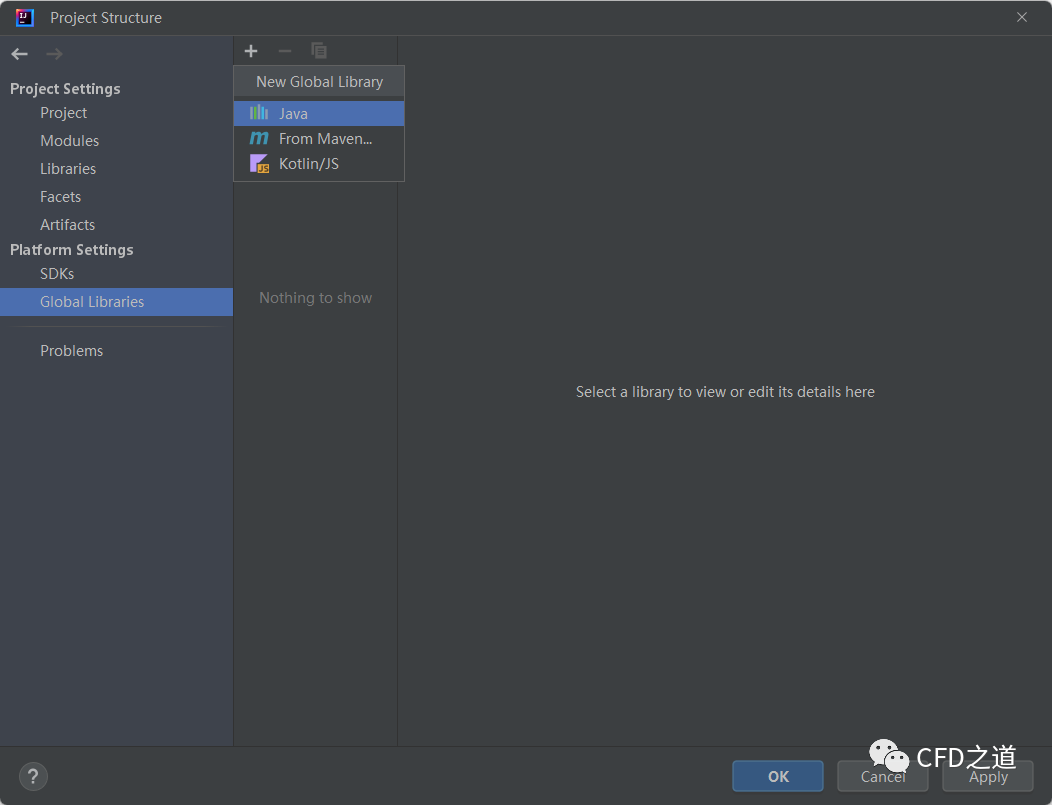 Project Structure
Project Settings
Project
Modules
Libraries
Facets
Artifacts
Platform Settings
SDKs
Global Libraries
Problems
New Global Library
Java
From Maven...
Kotlin/JS
Nothing to show
Select a library to view or edit its details here
CFD之道
?
OK
Cancel
Apply